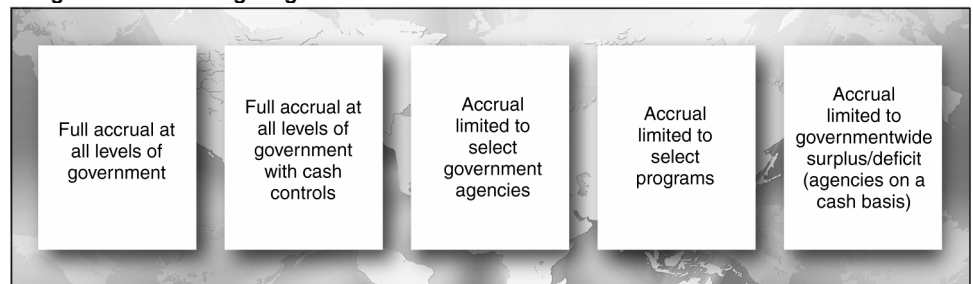 Full accrual at
all levels of
government
Full accrual at
all levels of
government
with cash
controls
Accrual
limited to
select
government
agencies
Accrual
limited to
select
programs
Accrual
limited to
governmentwide
surplus/deficit
(agencies on a
cash basis)